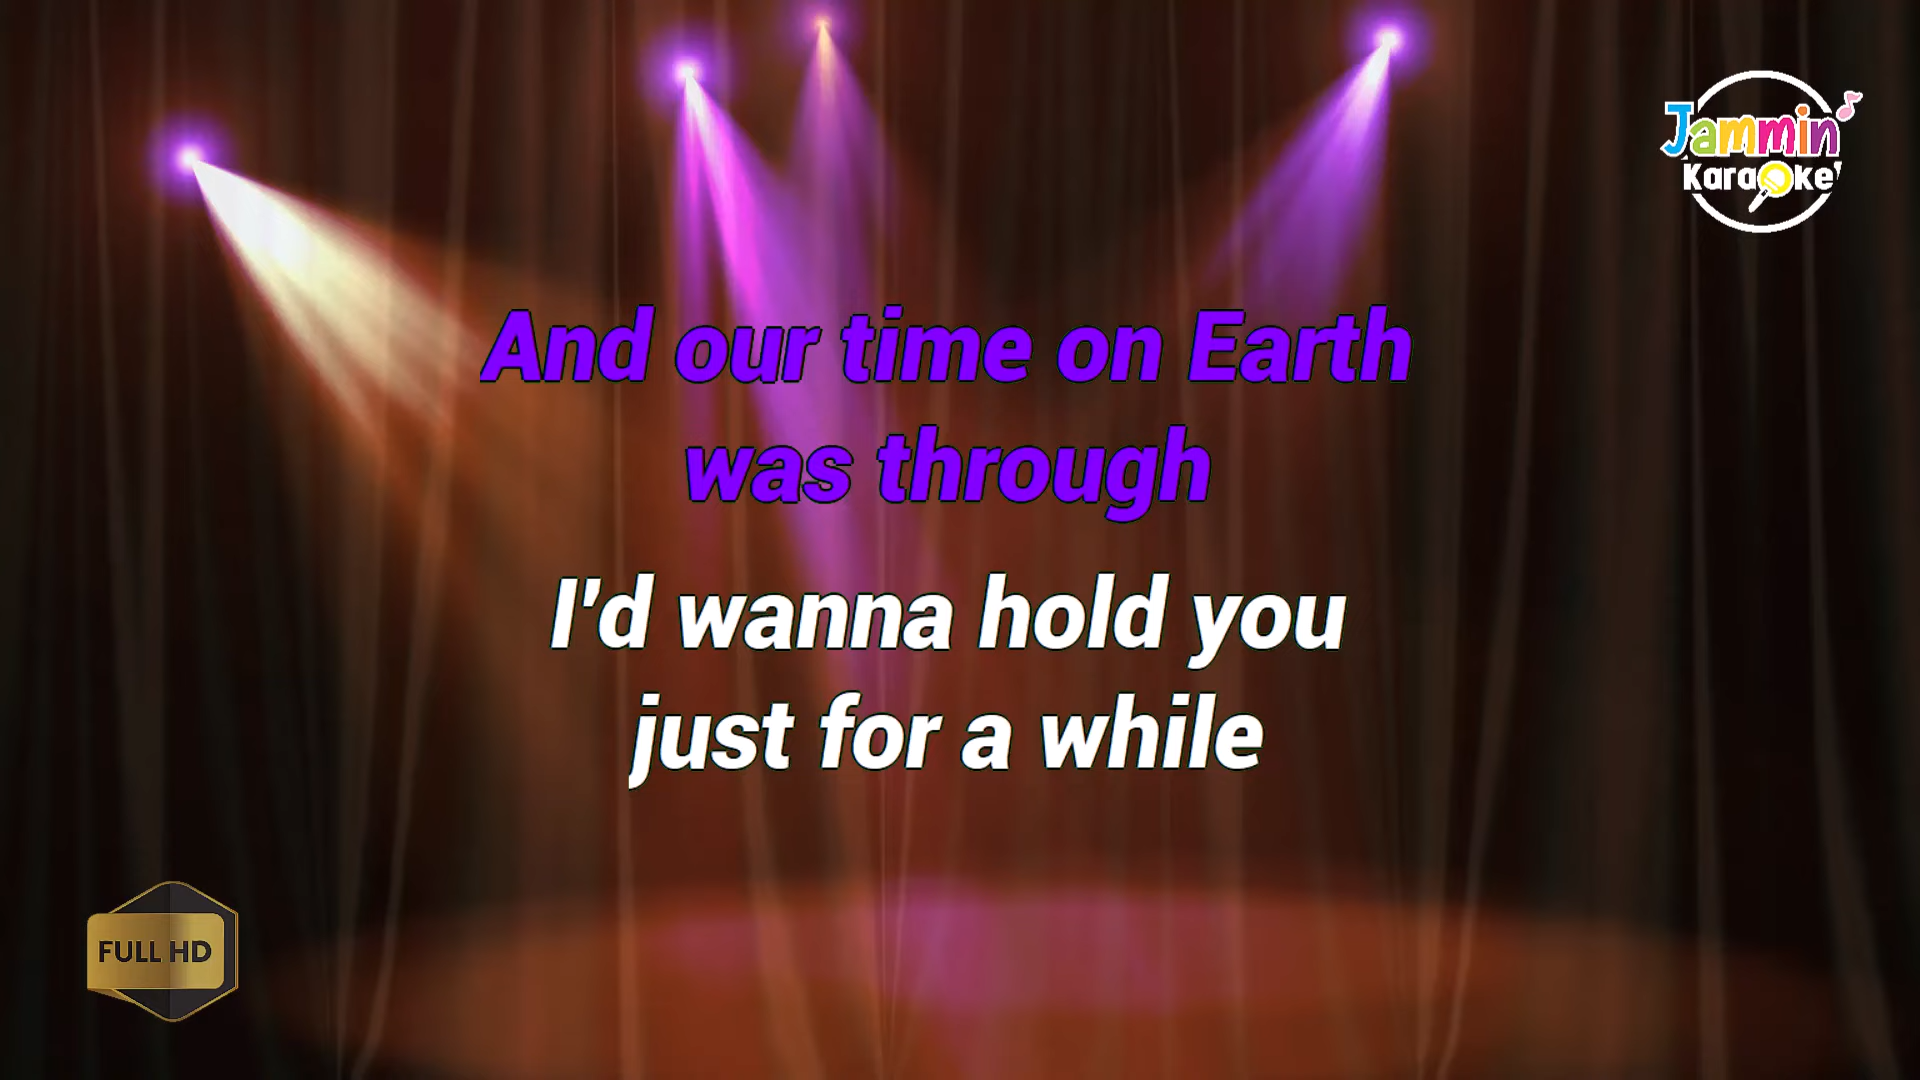 Jammin'
Karaoke
And our time on Earth
was through
I'd wanna hold you
just for a while
FULL HD